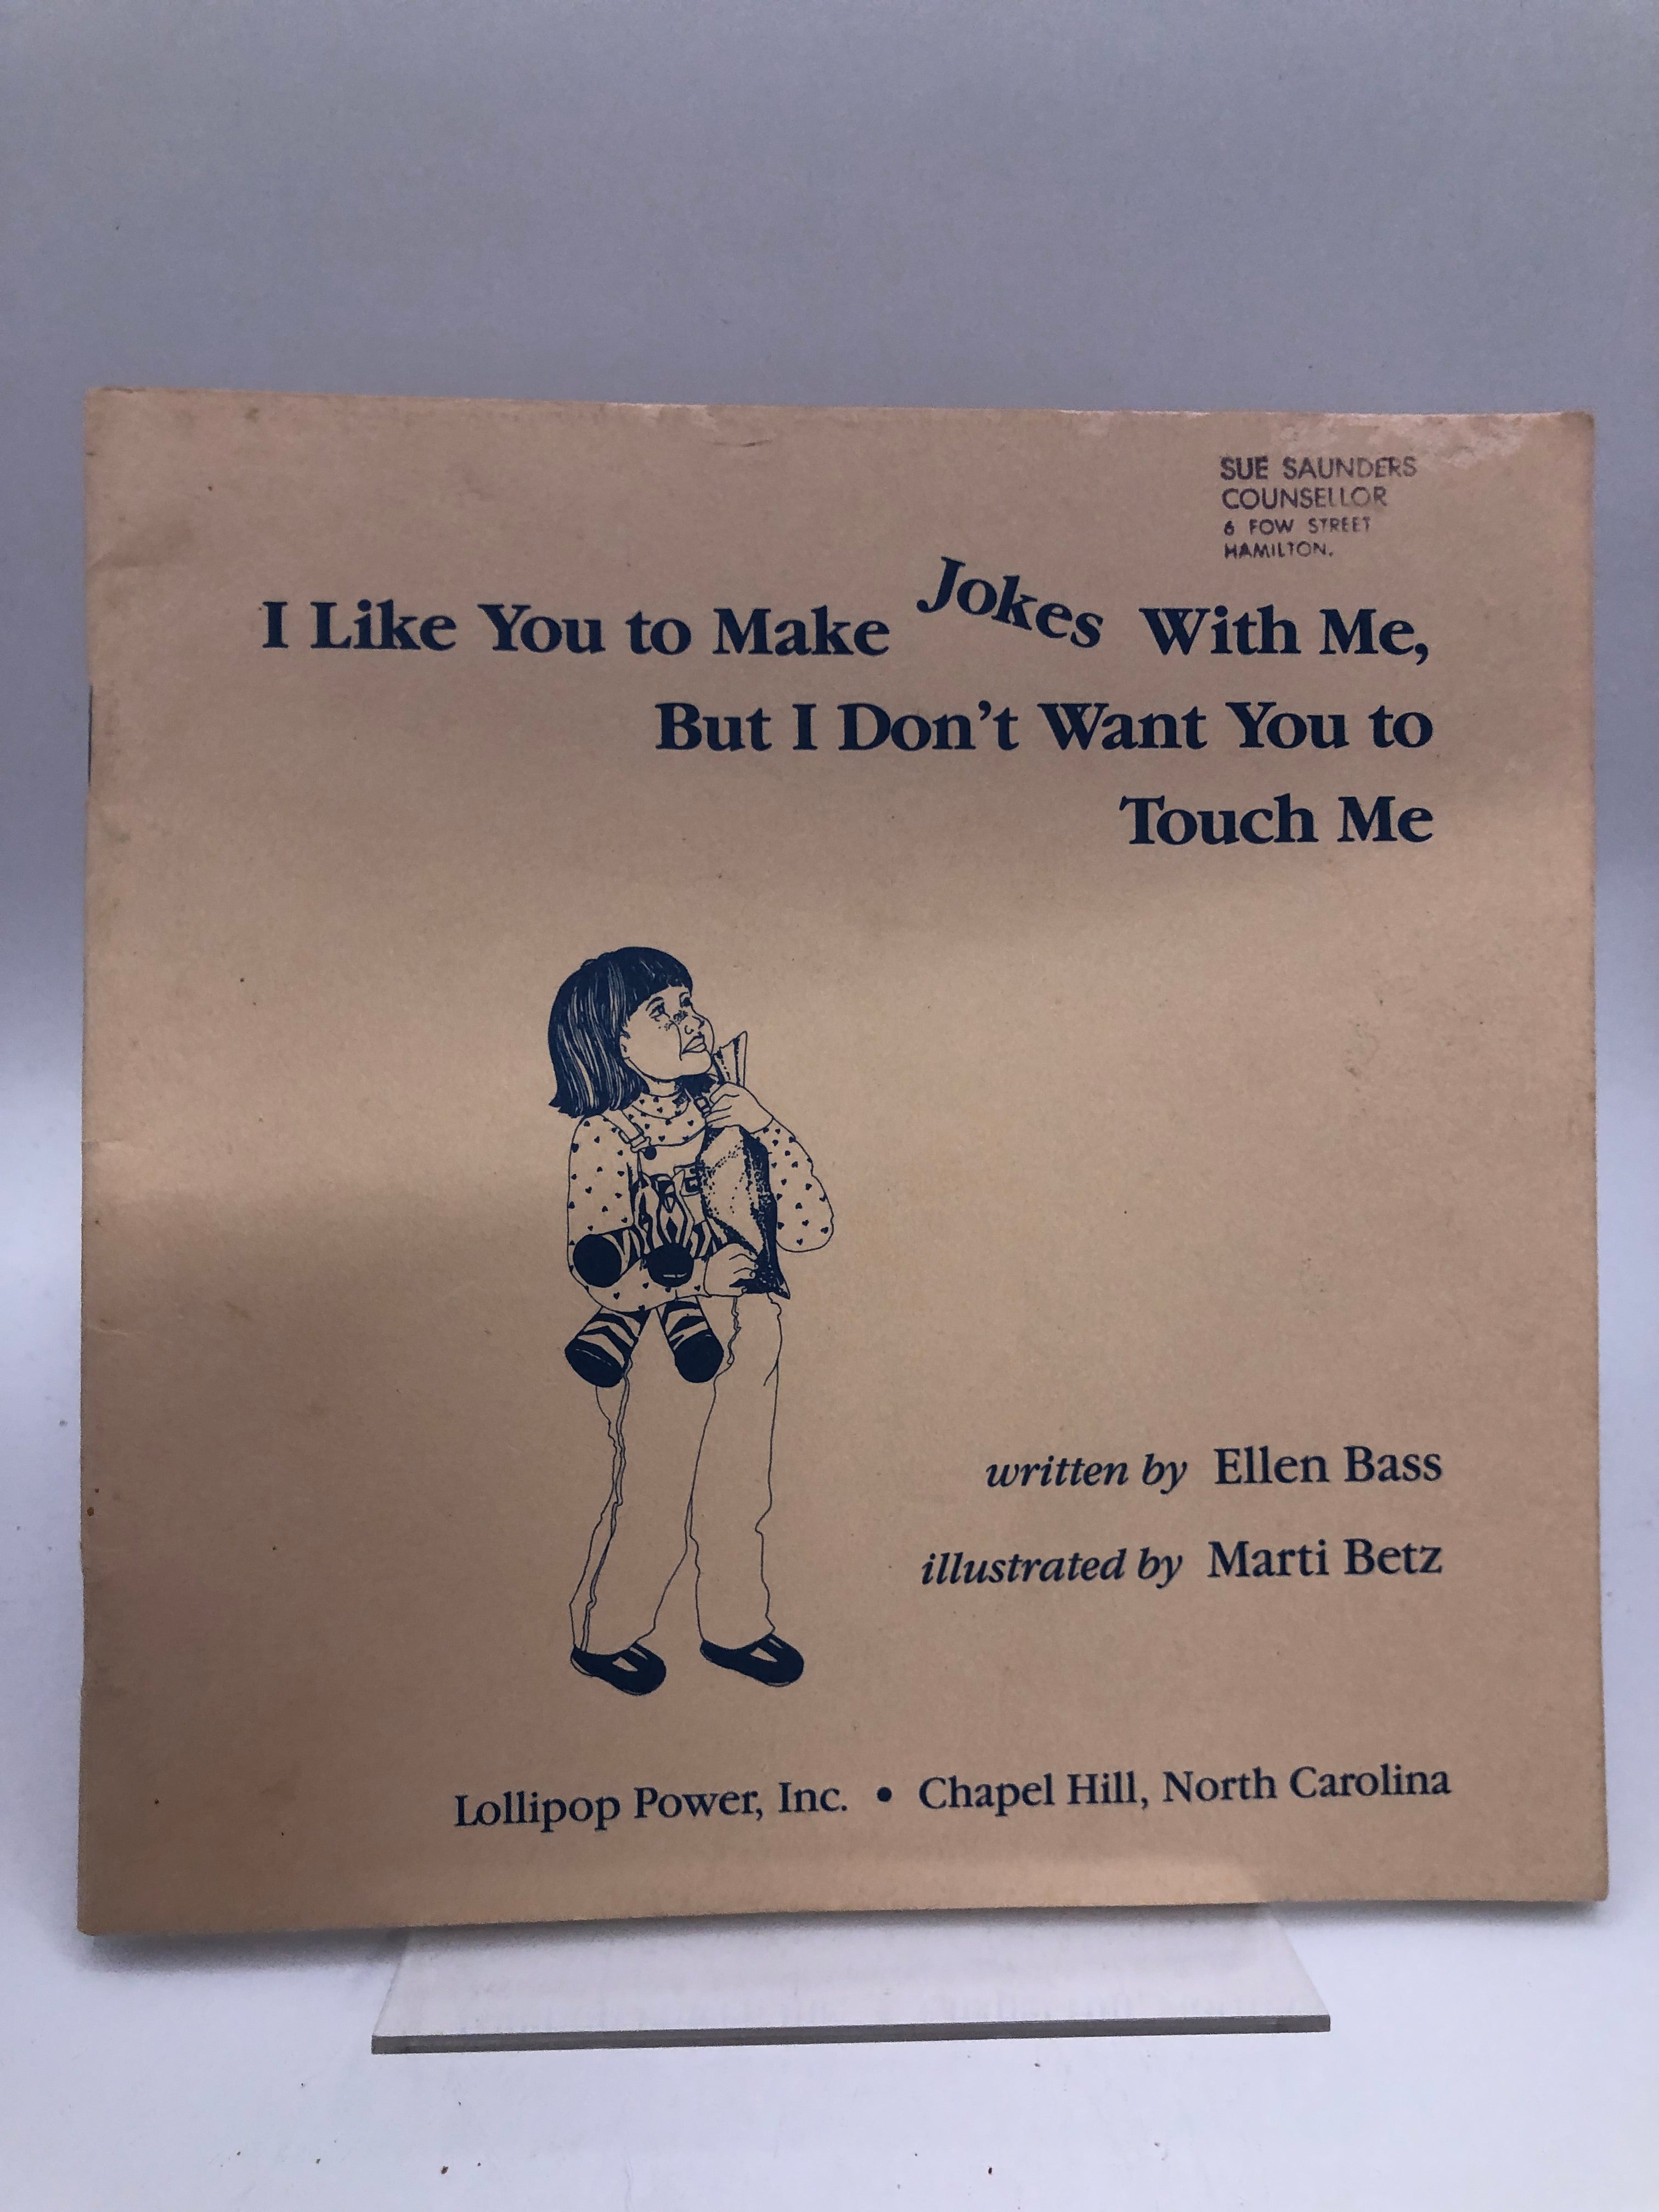 SUE SAUNDERS
COUNSELLOR
6 FOW STREET
HAMILTON.
I Like You to Make Jokes With Me,
But I Don't Want You to
Touch Me
written by Ellen Bass
illustrated by Marti Betz
Lollipop Power, Inc. • Chapel Hill, North Carolina